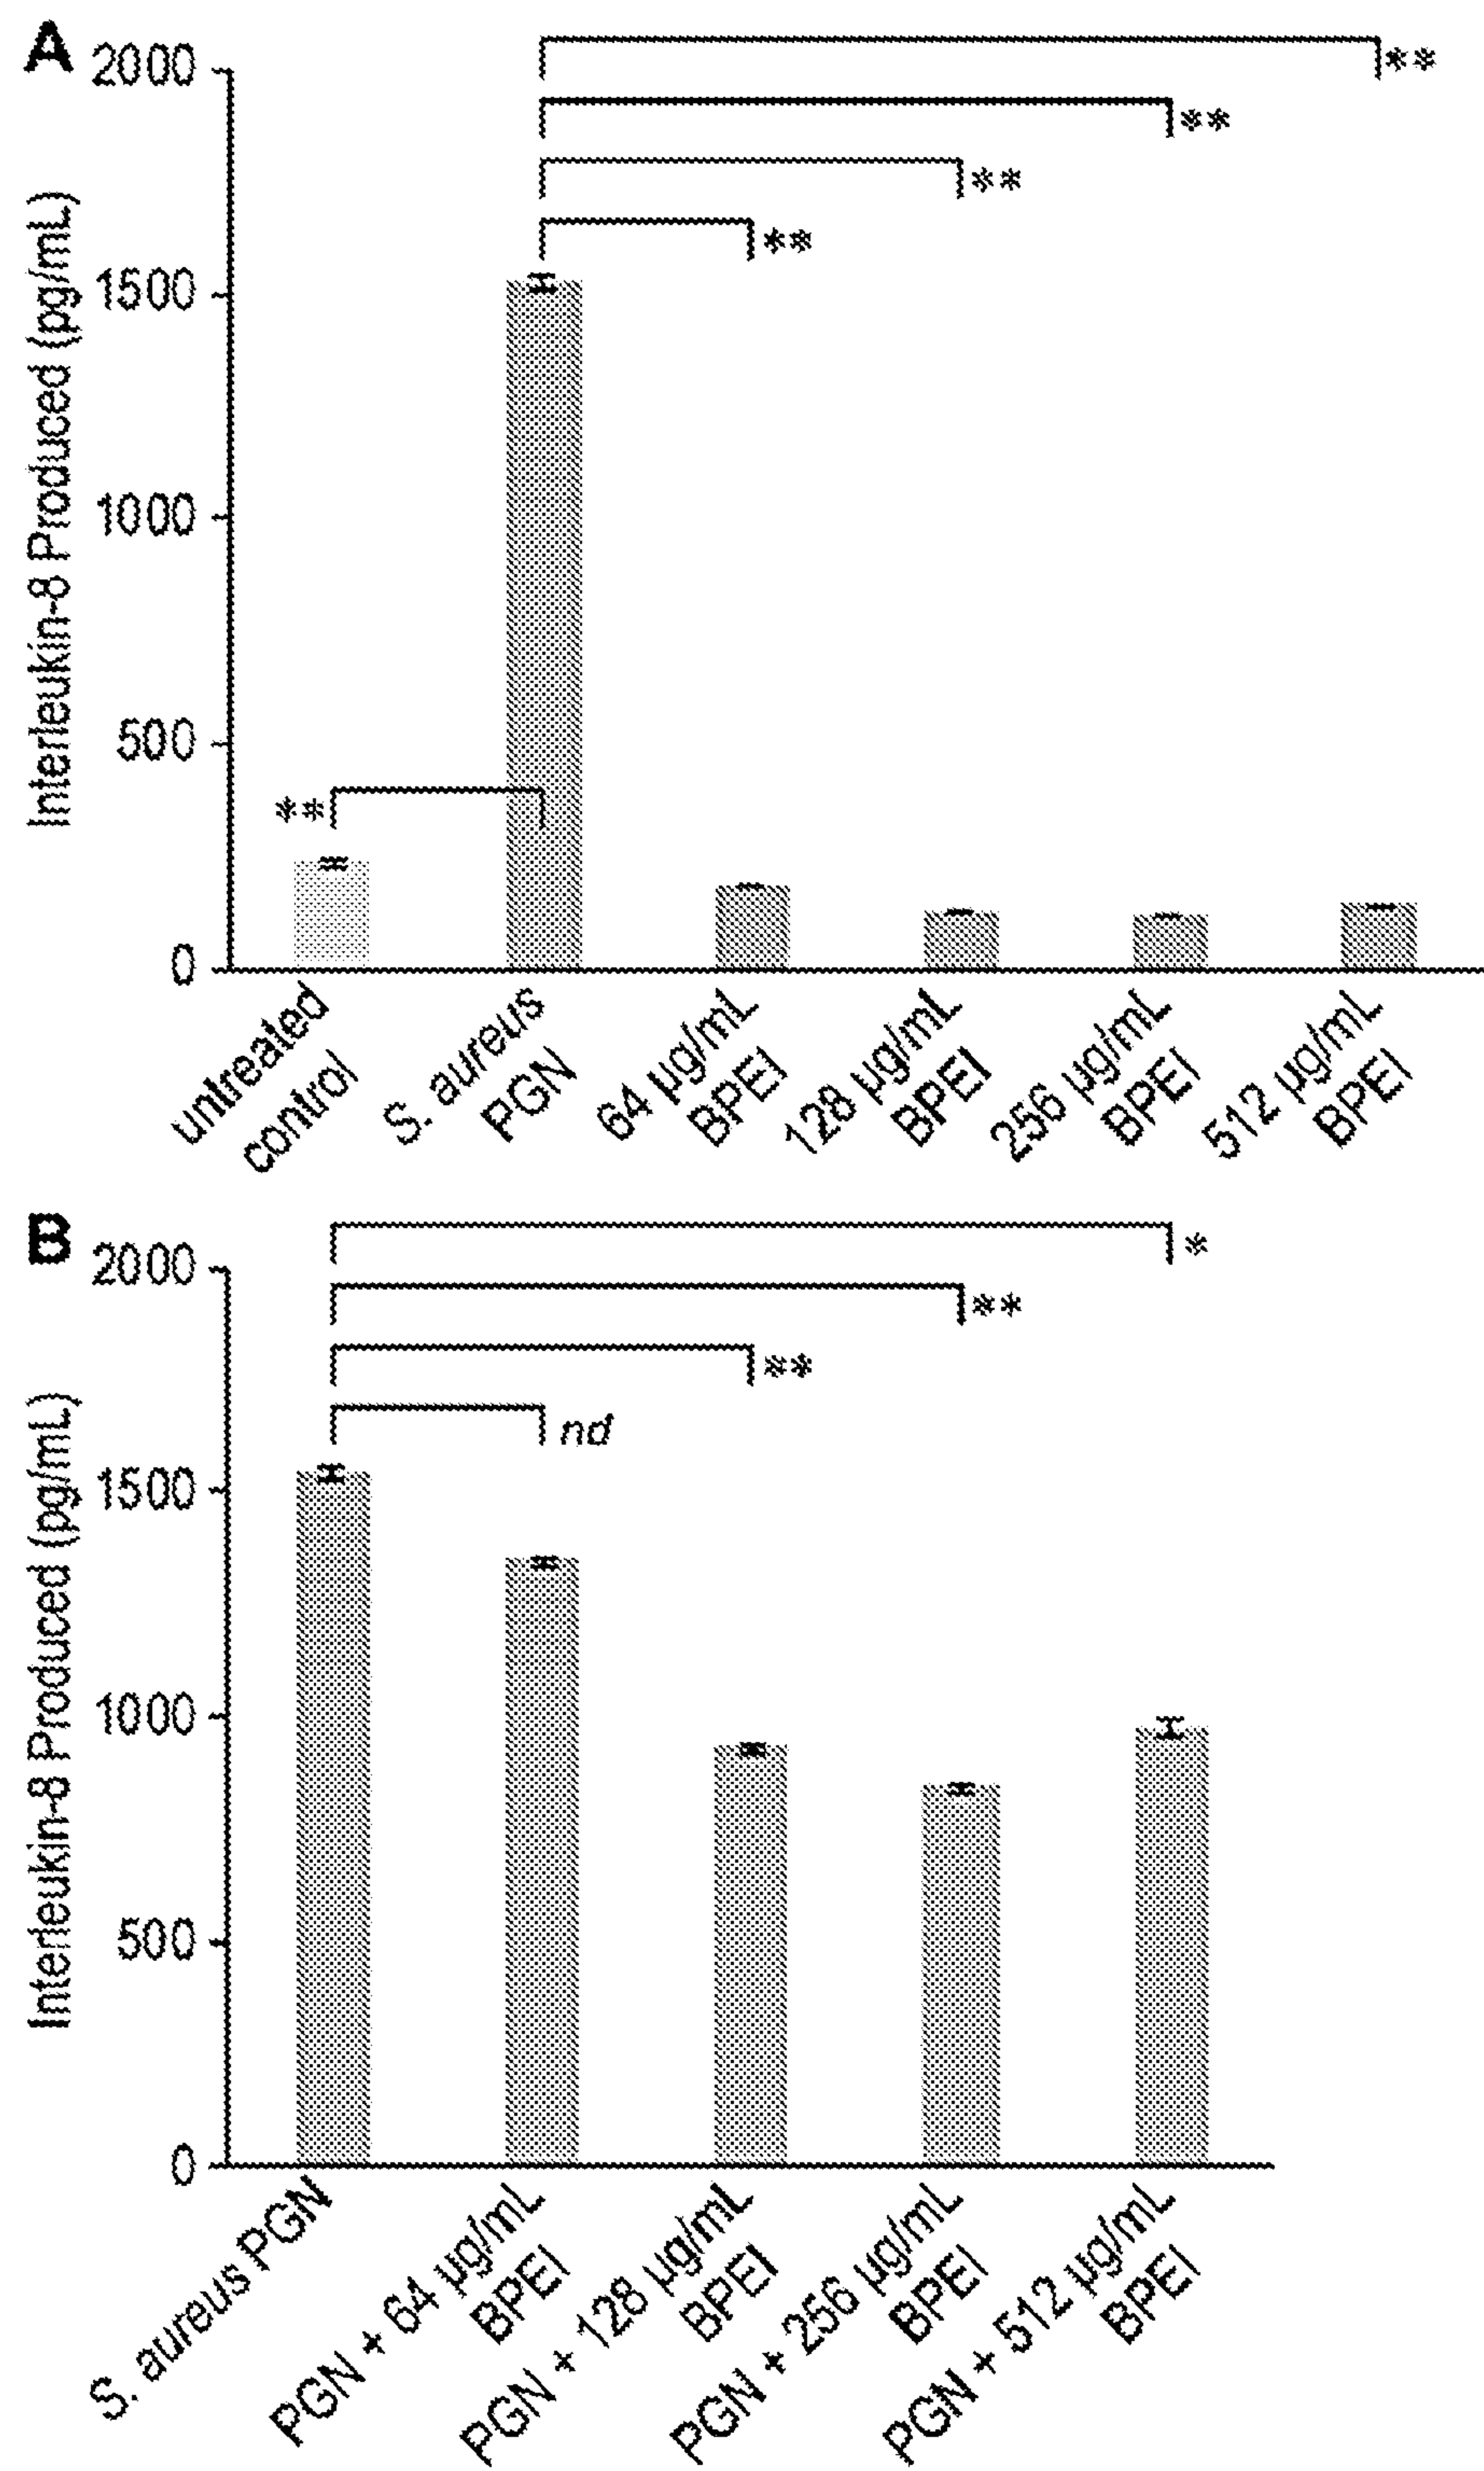 A
2000
1500
1000
500
0
Interleukin-8 Produced (pg/mL)
**
**
**
**
**
untreated
control
S. aureus
PGN
64 µg/mL
BPEI
128 µg/mL
BPEI
256 µg/mL
BPEI
512 µg/mL
BPEI
B
2000
1500
1000
500
0
Interleukin-8 Produced (pg/mL)
*
**
**
nd
S. aureus PGN
PGN + 64 µg/mL
BPEI
PGN + 128 µg/mL
BPEI
PGN + 256 µg/mL
BPEI
PGN + 512 µg/mL
BPEI